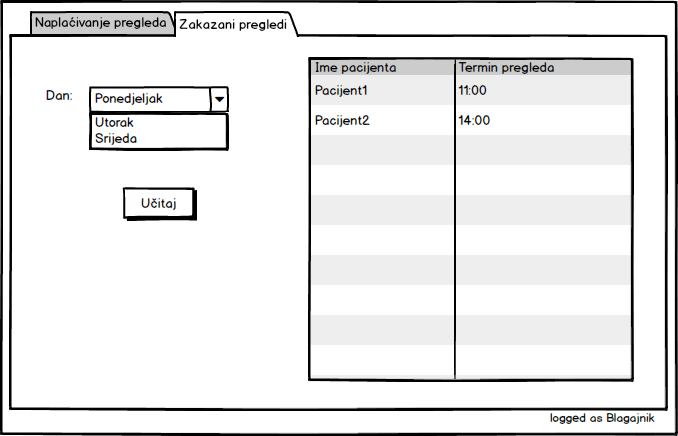 Naplaćivanje pregleda
Zakazani pregledi
Dan:
Ponedjeljak
Utorak
Srijeda
Učitaj
Ime pacijenta
Termin pregleda
Pacijent1
11:00
Pacijent2
14:00
logged as Blagajnik